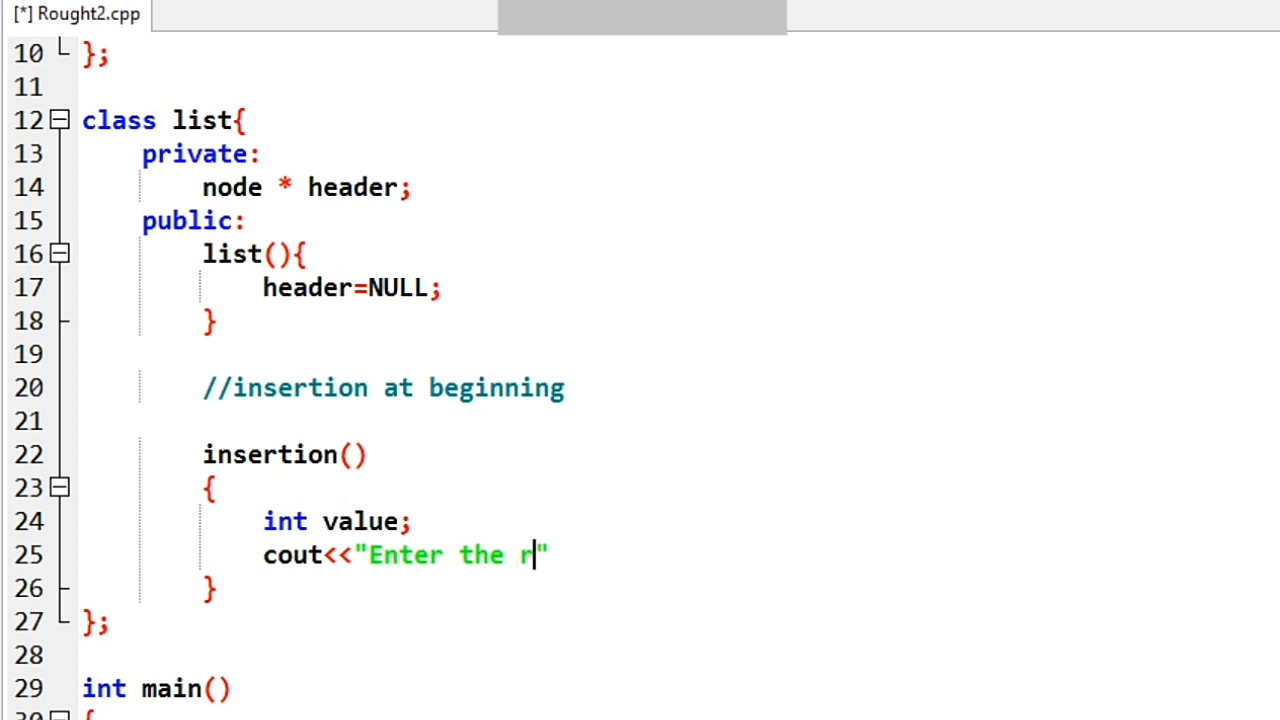 [*] Rought2.cpp
10 };
11
12 class list{
13 private:
14 node * header;
15 public:
16 list(){
17 header=NULL;
18 }
19
20 //insertion at beginning
21
22 insertion()
23 {
24 int value;
25 cout<<"Enter the r"
26 }
27 };
28
29 int main()
30 {